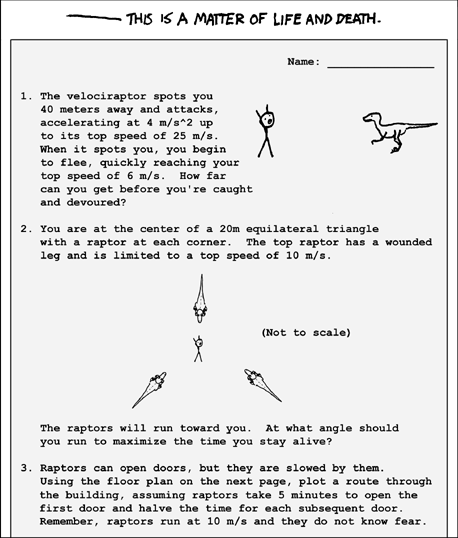 THIS IS A MATTER OF LIFE AND DEATH.
Name: ________________
1. The velociraptor spots you
40 meters away and attacks,
accelerating at 4 m/s^2 up
to its top speed of 25 m/s.
When it spots you, you begin
to flee, quickly reaching your
top speed of 6 m/s. How far
can you get before you're caught
and devoured?
2. You are at the center of a 20m equilateral triangle
with a raptor at each corner. The top raptor has a wounded
leg and is limited to a top speed of 10 m/s.
(Not to scale)
The raptors will run toward you. At what angle should
you run to maximize the time you stay alive?
3. Raptors can open doors, but they are slowed by them.
Using the floor plan on the next page, plot a route through
the building, assuming raptors take 5 minutes to open the
first door and halve the time for each subsequent door.
Remember, raptors run at 10 m/s and they do not know fear.